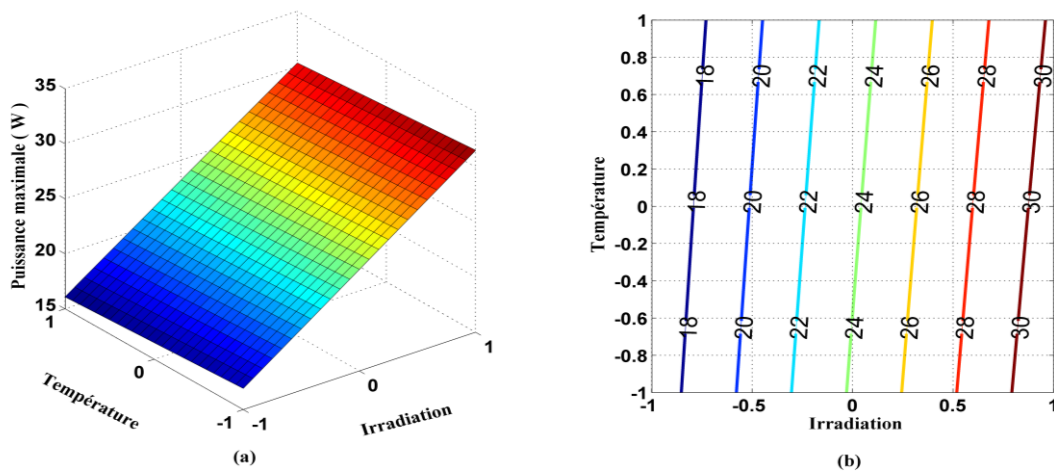 35
30
25
20
15
Puissance maximale ( W )
1
0
-1
Température
-1
0
1
Irradiation
(a)
1
0.8
0.6
0.4
0.2
0
-0.2
-0.4
-0.6
-0.8
-1
Température
18 20 22 24 26 28 30
18 20 22 24 26 28 30
18 20 22 24 26 28 30
-1 -0.5 0 0.5 1
Irradiation
(b)